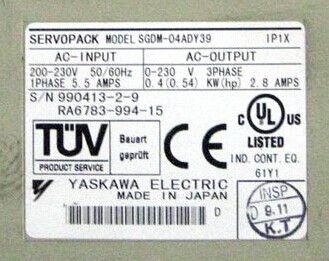 SERVOPACK MODEL SGDM-04ADY39 IP1X
AC-INPUT AC-OUTPUT
200-230V 50/60Hz 0-230 V 3PHASE
1PHASE 5.5 AMPS 0.4(0.54) KW(hp) 2.8 AMPS
S/N 990413-2-9
RA6783-994-15
TÜV
PRODUCT SERVICE
Bauart
geprüft
CE
C UL US
LISTED
IND. CONT. EQ.
61Y1
YASKAWA ELECTRIC
MADE IN JAPAN
D
INSP
D 9.11
K.T